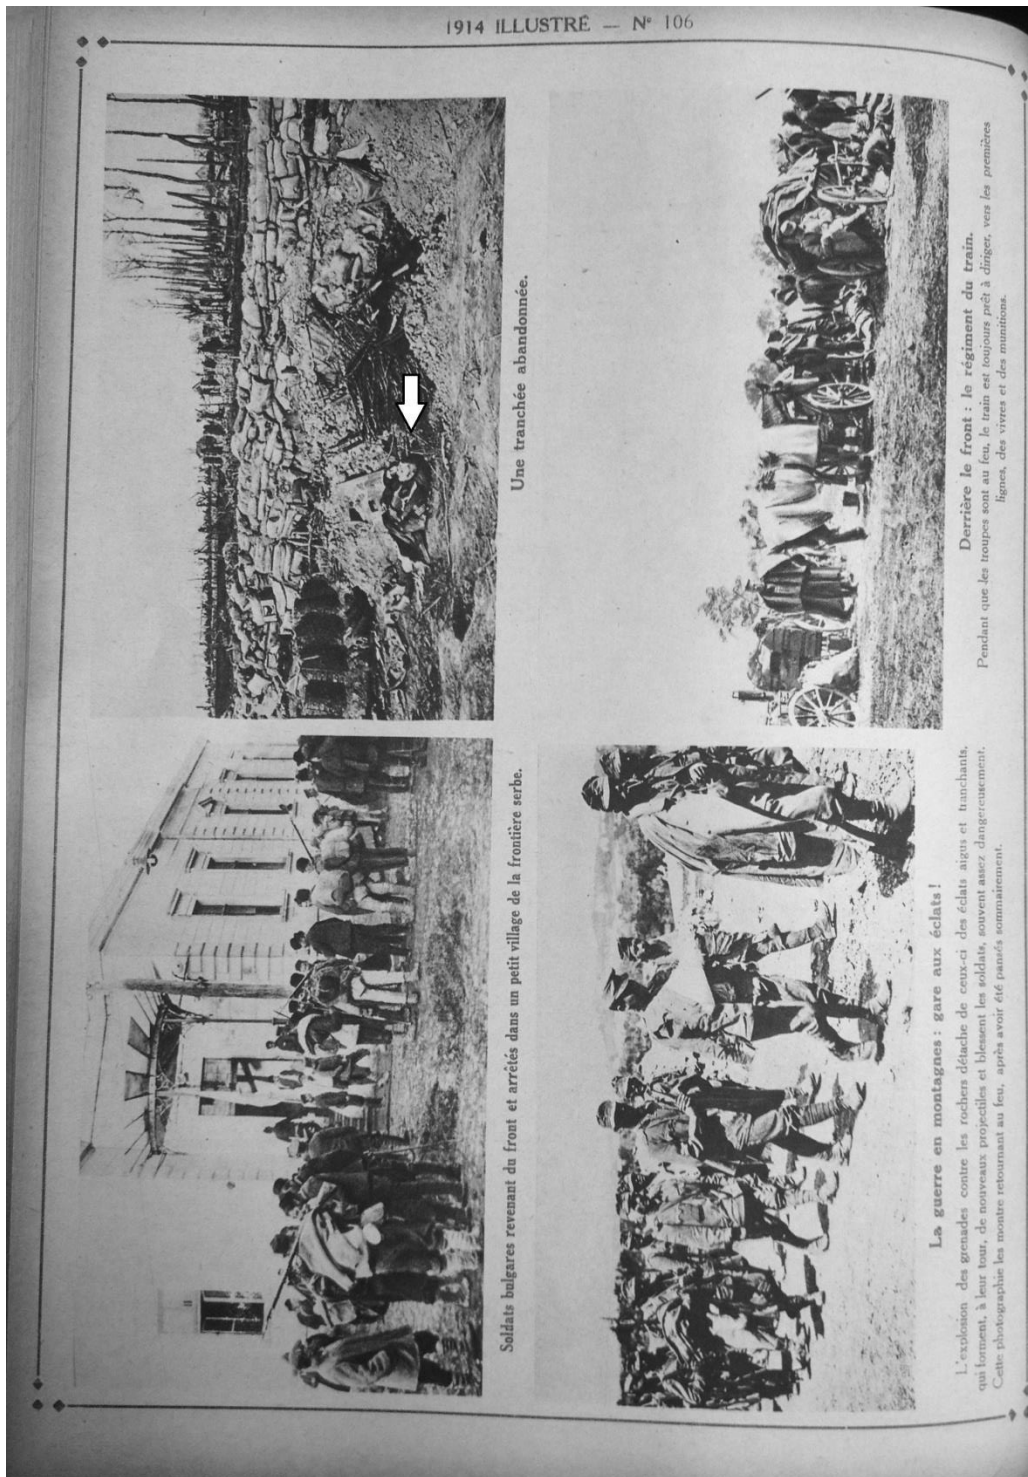 1914 ILLUSTRÉ — N° 106
Soldats bulgares revenant du front et arrêtés dans un petit village de la frontière serbe.
Une tranchée abandonnée.
La guerre en montagnes : gare aux éclats !
L'explosion des grenades contre les rochers détache de ceux-ci des éclats aigus et tranchants,
qui forment, à leur tour, de nouveaux projectiles et blessent les soldats, souvent assez dangereusement.
Cette photographie les montre retournant au feu, après avoir été pansés sommairement.
Derrière le front : le régiment du train.
Pendant que les troupes sont au feu, le train est toujours prêt à diriger, vers les premières
lignes, des vivres et des munitions.